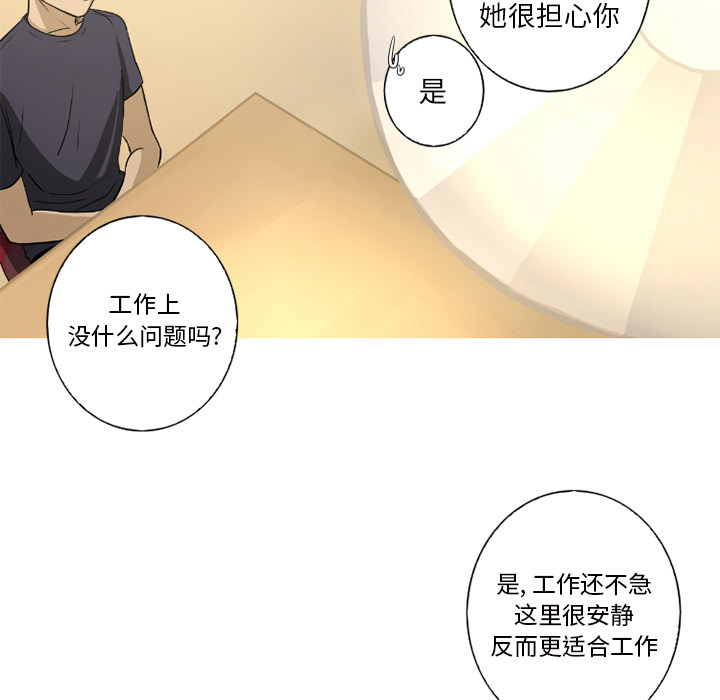 她很担心你
是
工作上
没什么问题吗?
是, 工作还不急
这里很安静
反而更适合工作